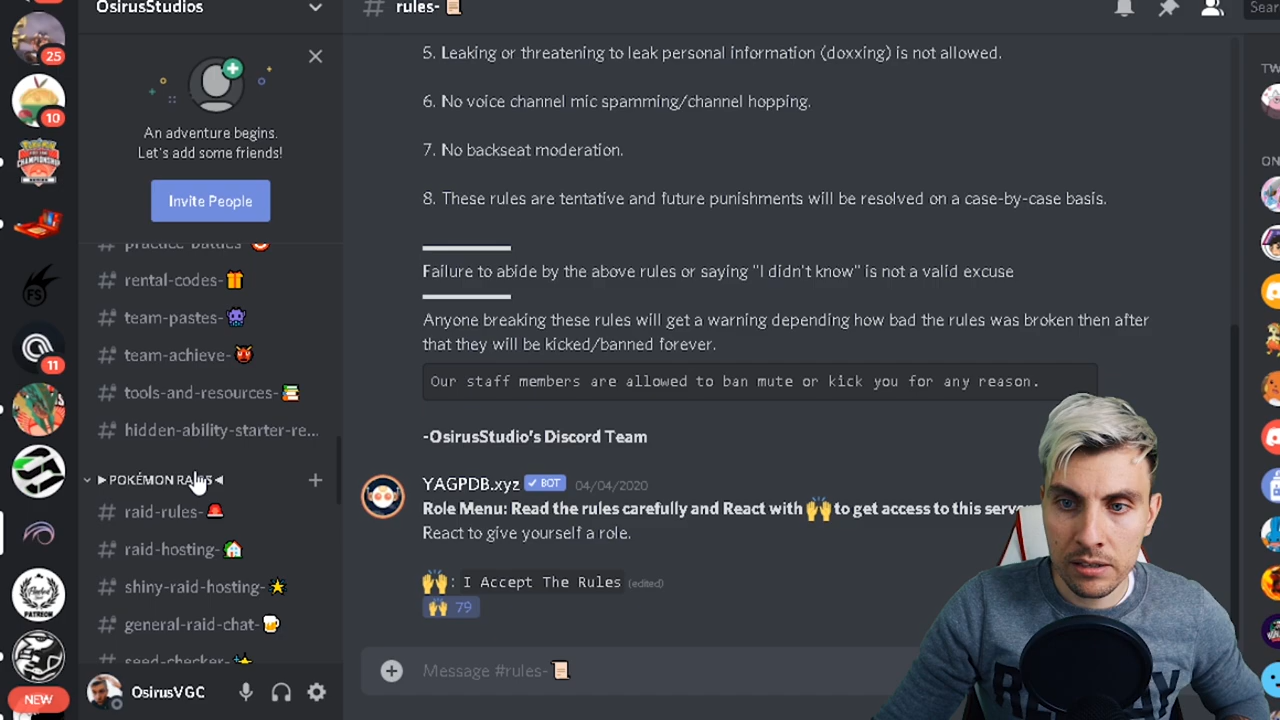 OsirusStudios
An adventure begins.
Let's add some friends!
Invite People
practice-battles
rental-codes-
team-pastes-
team-achieve-
tools-and-resources-
hidden-ability-starter-re...
raid-rules-
raid-hosting-
shiny-raid-hosting-
general-raid-chat-
seed-checker-
OsirusVGC
25
10
11
NEW
rules-
5. Leaking or threatening to leak personal information (doxxing) is not allowed.
6. No voice channel mic spamming/channel hopping.
7. No backseat moderation.
8. These rules are tentative and future punishments will be resolved on a case-by-case basis.
Failure to abide by the above rules or saying "I didn't know" is not a valid excuse
Anyone breaking these rules will get a warning depending how bad the rules was broken then after
that they will be kicked/banned forever.
Our staff members are allowed to ban mute or kick you for any reason.
-OsirusStudio's Discord Team
YAGPDB.xyz BOT 04/04/2020
Role Menu: Read the rules carefully and React with to get access to this
React to give yourself a role.
: I Accept The Rules (edited)
79
Message #rules-